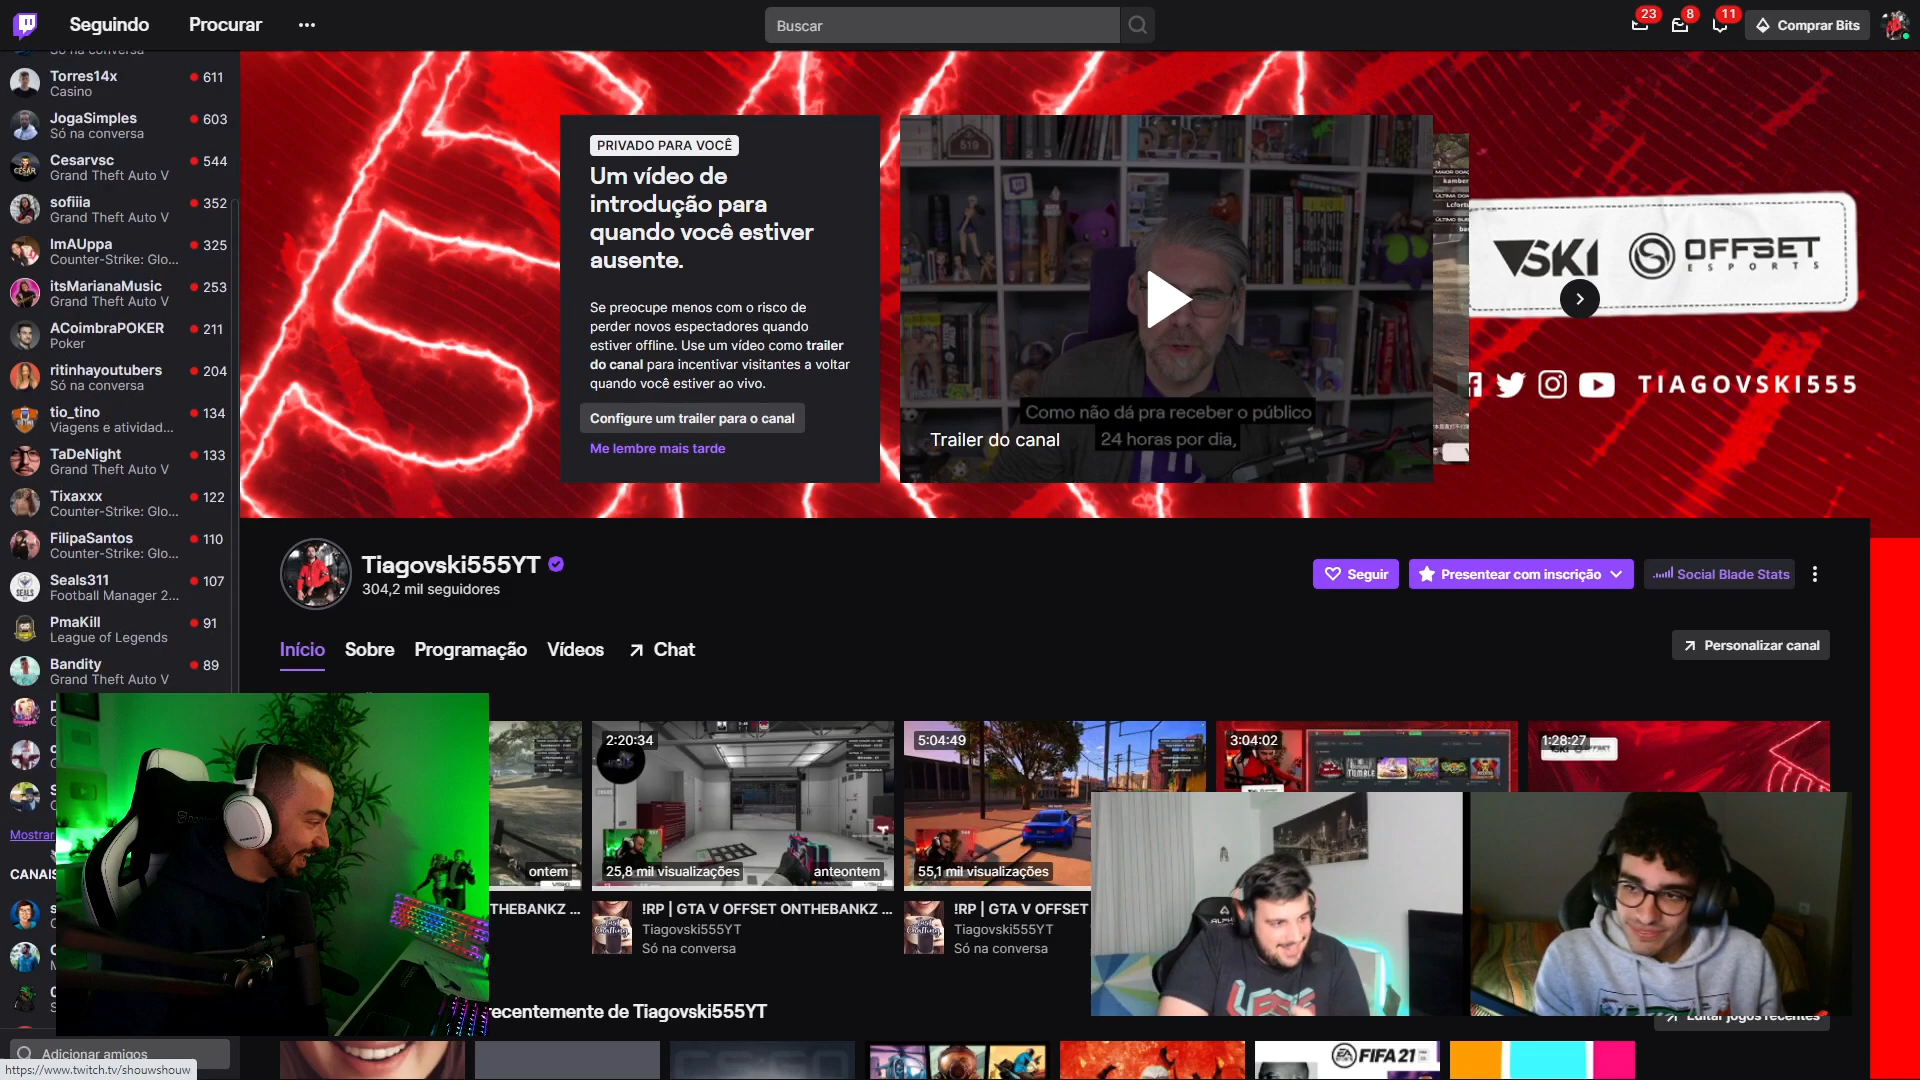 Seguindo
Procurar
Buscar
23
8
11
Comprar Bits
Só na conversa
Torres14x
611
Casino
JogaSimples
603
Só na conversa
Cesarvsc
544
Grand Theft Auto V
sofiiia
352
Grand Theft Auto V
ImAUppa
325
Counter-Strike: Glo...
itsMarianaMusic
253
Grand Theft Auto V
ACoimbraPOKER
211
Poker
ritinhayoutubers
204
Só na conversa
tio_tino
134
Viagens e atividad...
TaDeNight
133
Grand Theft Auto V
Tixaxxx
122
Counter-Strike: Glo...
FilipaSantos
110
Counter-Strike: Glo...
Seals311
107
Football Manager 2...
PmaKill
91
League of Legends
Bandity
89
Grand Theft Auto V
Mostrar
CANAIS
Adicionar amigos
https://www.twitch.tv/shouwshouw
PRIVADO PARA VOCÊ
Um vídeo de
introdução para
quando você estiver
ausente.
Se preocupe menos com o risco de
perder novos espectadores quando
estiver offline. Use um vídeo como trailer
do canal para incentivar visitantes a voltar
quando você estiver ao vivo.
Configure um trailer para o canal
Me lembre mais tarde
519
Como não dá pra receber o público
24 horas por dia,
Trailer do canal
VSKI
OFFSET
ESPORTS
TIAGOVSKI555
Tiagovski555YT
304,2 mil seguidores
Seguir
Presentear com inscrição
Social Blade Stats
Início
Sobre
Programação
Vídeos
Chat
Personalizar canal
ontem
THEBANKZ ...
2:20:34
25,8 mil visualizações
anteontem
!RP | GTA V OFFSET ONTHEBANKZ ...
Tiagovski555YT
Só na conversa
5:04:49
55,1 mil visualizações
!RP | GTA V OFFSET
Tiagovski555YT
Só na conversa
3:04:02
1:28:27
recentemente de Tiagovski555YT
Editar jogos recentes
FIFA 21